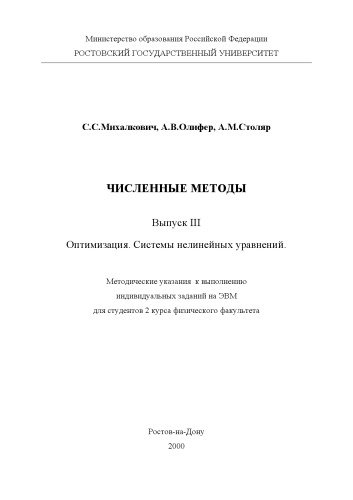 Министерство образования Российской Федерации
РОСТОВСКИЙ ГОСУДАРСТВЕННЫЙ УНИВЕРСИТЕТ
С.С.Михалкович, А.В.Олифер, А.М.Столяр
ЧИСЛЕННЫЕ МЕТОДЫ
Выпуск III
Оптимизация. Системы нелинейных уравнений.
Методические указания к выполнению
индивидуальных заданий на ЭВМ
для студентов 2 курса физического факультета
Ростов-на-Дону
2000